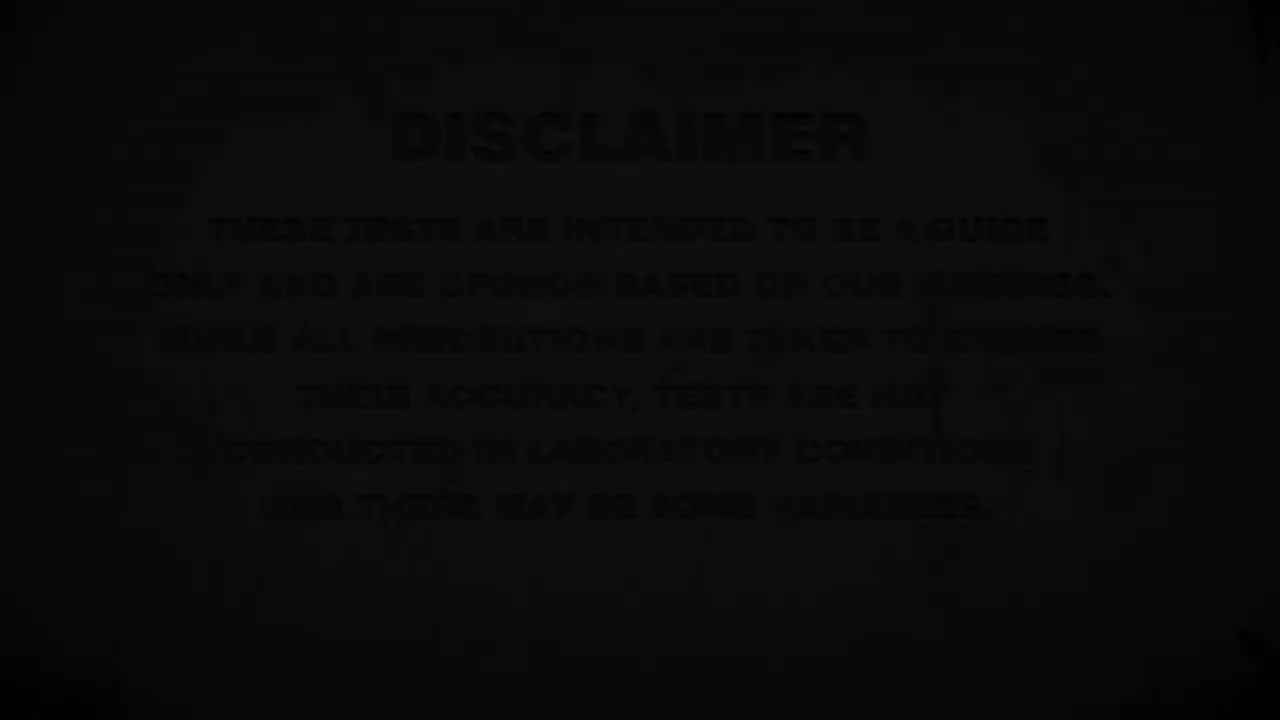 DISCLAIMER
THESE TESTS ARE INTENDED TO BE A GUIDE
ONLY AND ARE OPINION BASED ON OUR FINDINGS.
WHILE ALL PRECAUTIONS ARE TAKEN TO ENSURE
THEIR ACCURACY, TESTS ARE NOT
CONDUCTED IN LABORATORY CONDITIONS
AND THERE MAY BE SOME VARIABLES.